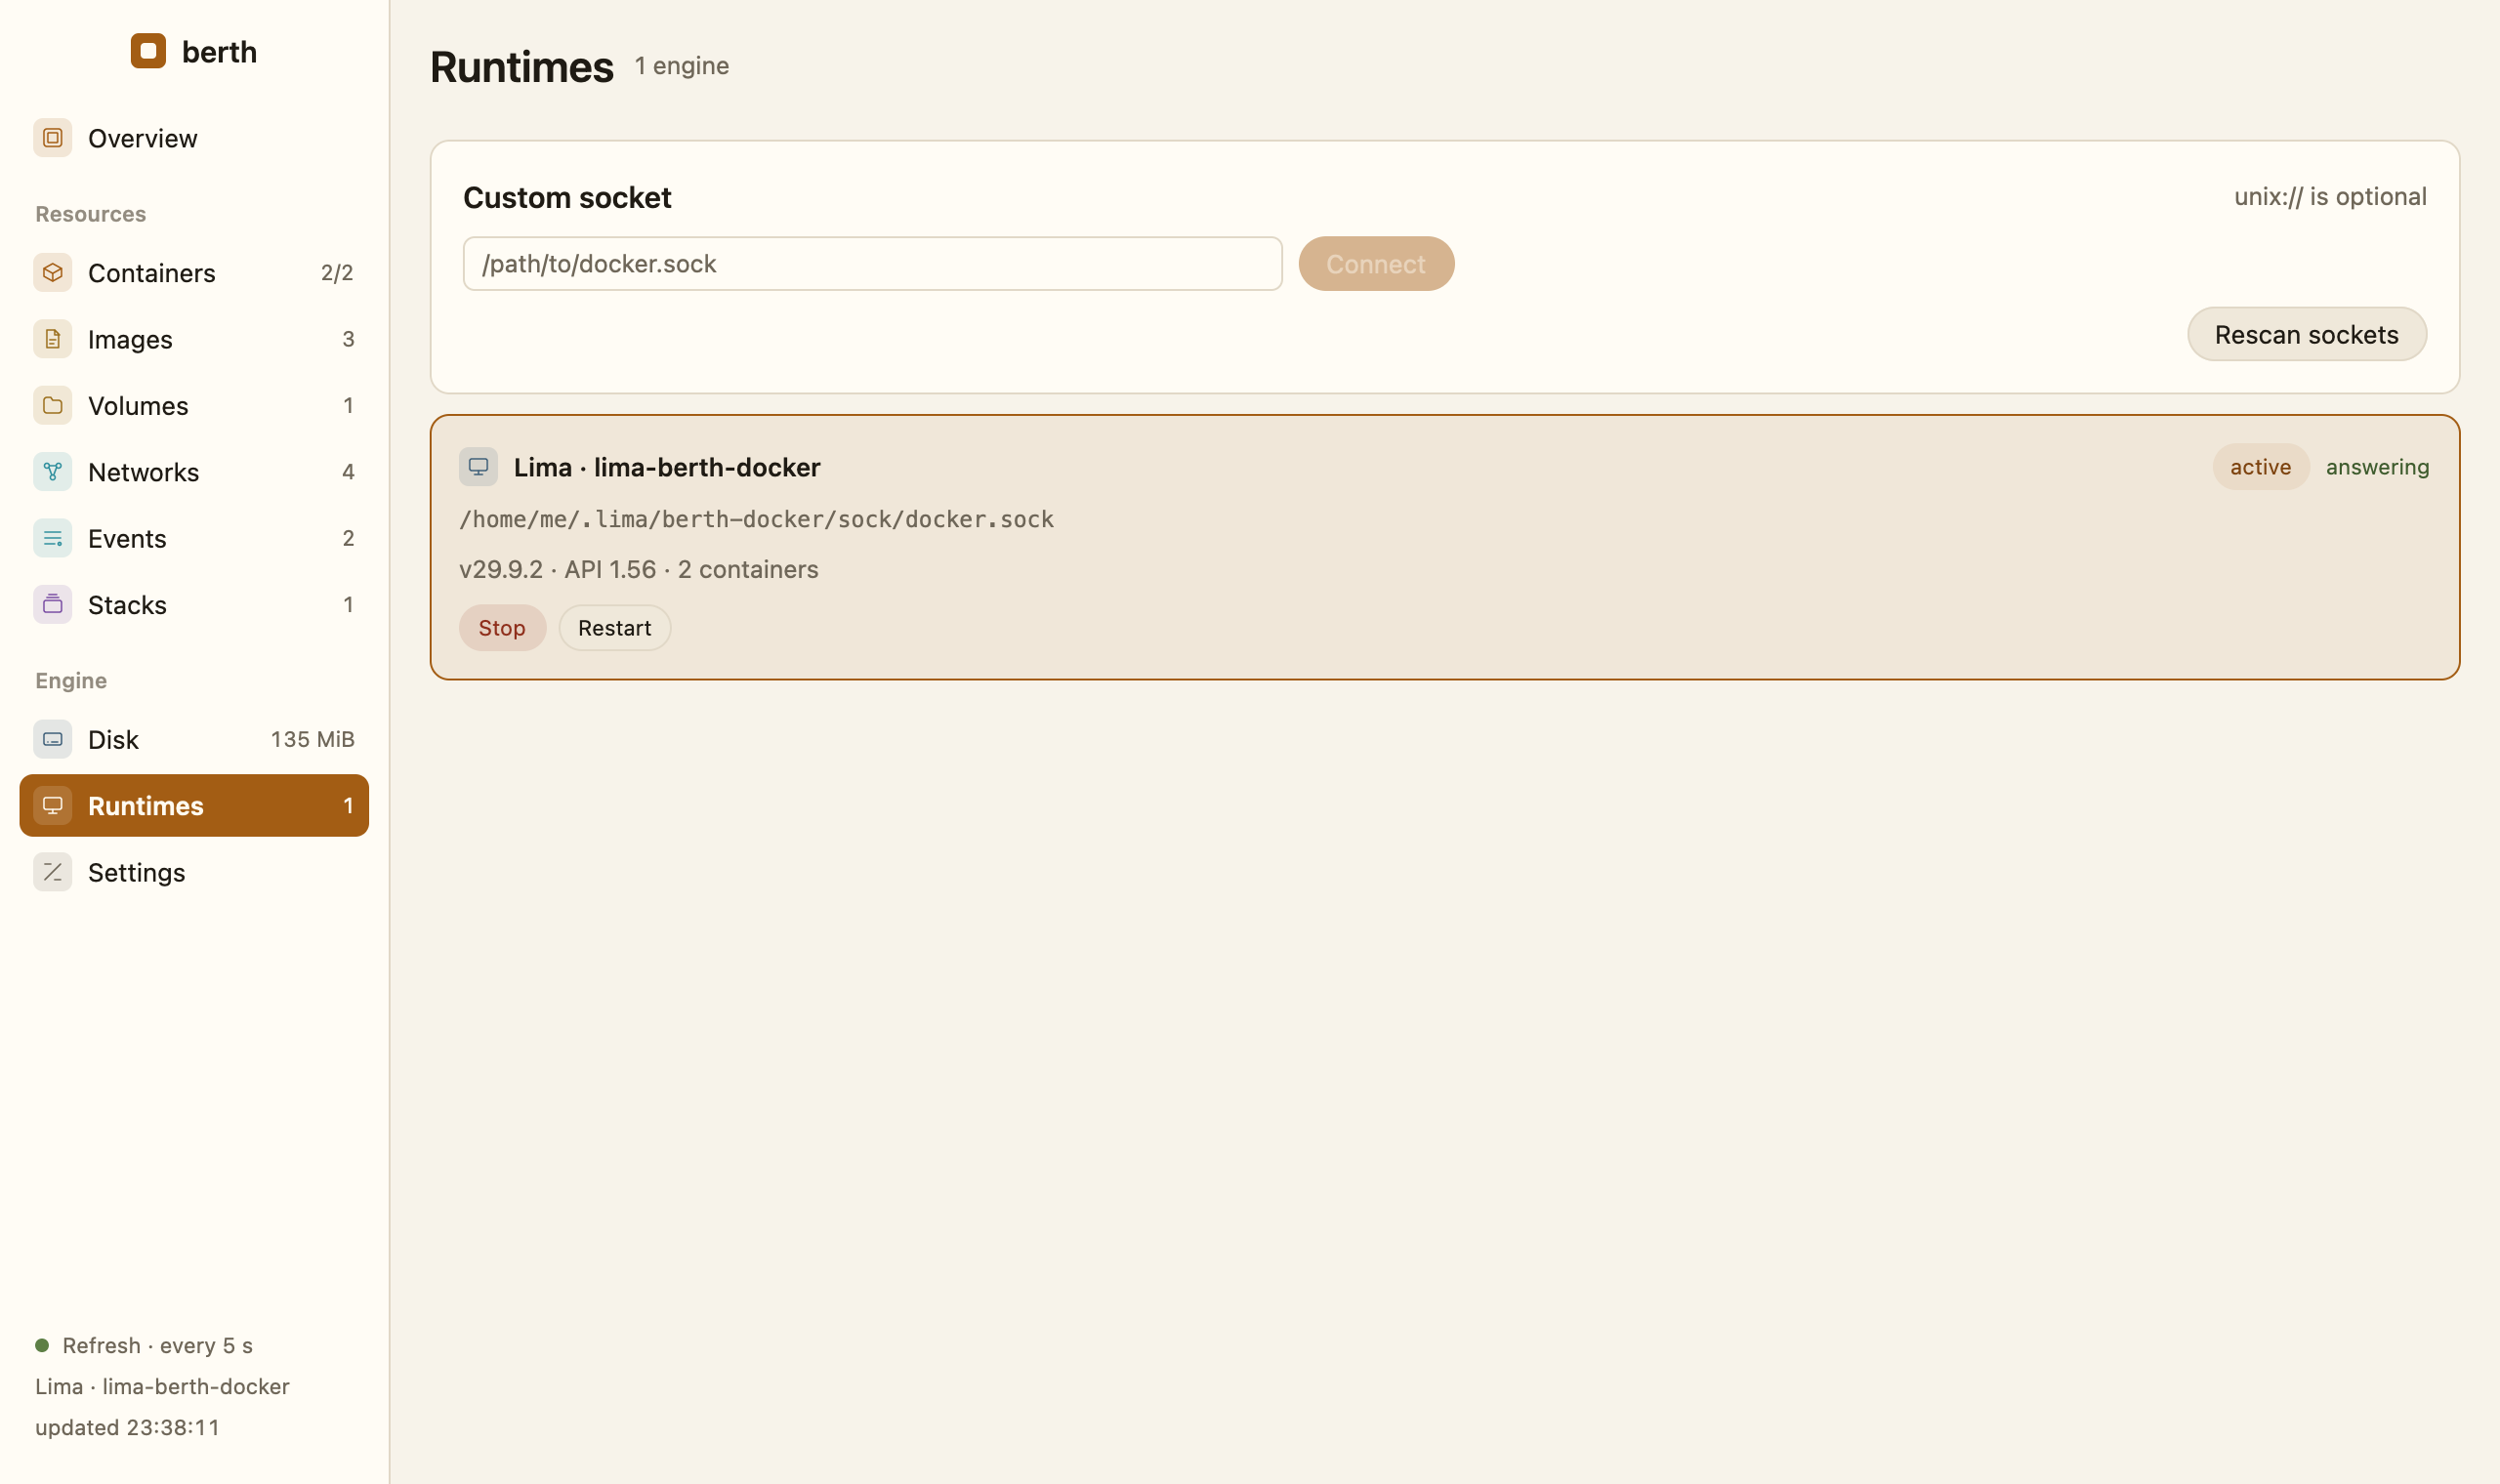 berth
Overview
Resources
Containers 2/2
Images 3
Volumes 1
Networks 4
Events 2
Stacks 1
Engine
Disk 135 MiB
Runtimes 1
Settings
Refresh · every 5 s
Lima · lima-berth-docker
updated 23:38:11
Runtimes 1 engine
Custom socket unix:// is optional
/path/to/docker.sock Connect
Rescan sockets
Lima · lima-berth-docker active answering
/home/me/.lima/berth-docker/sock/docker.sock
v29.9.2 · API 1.56 · 2 containers
Stop Restart